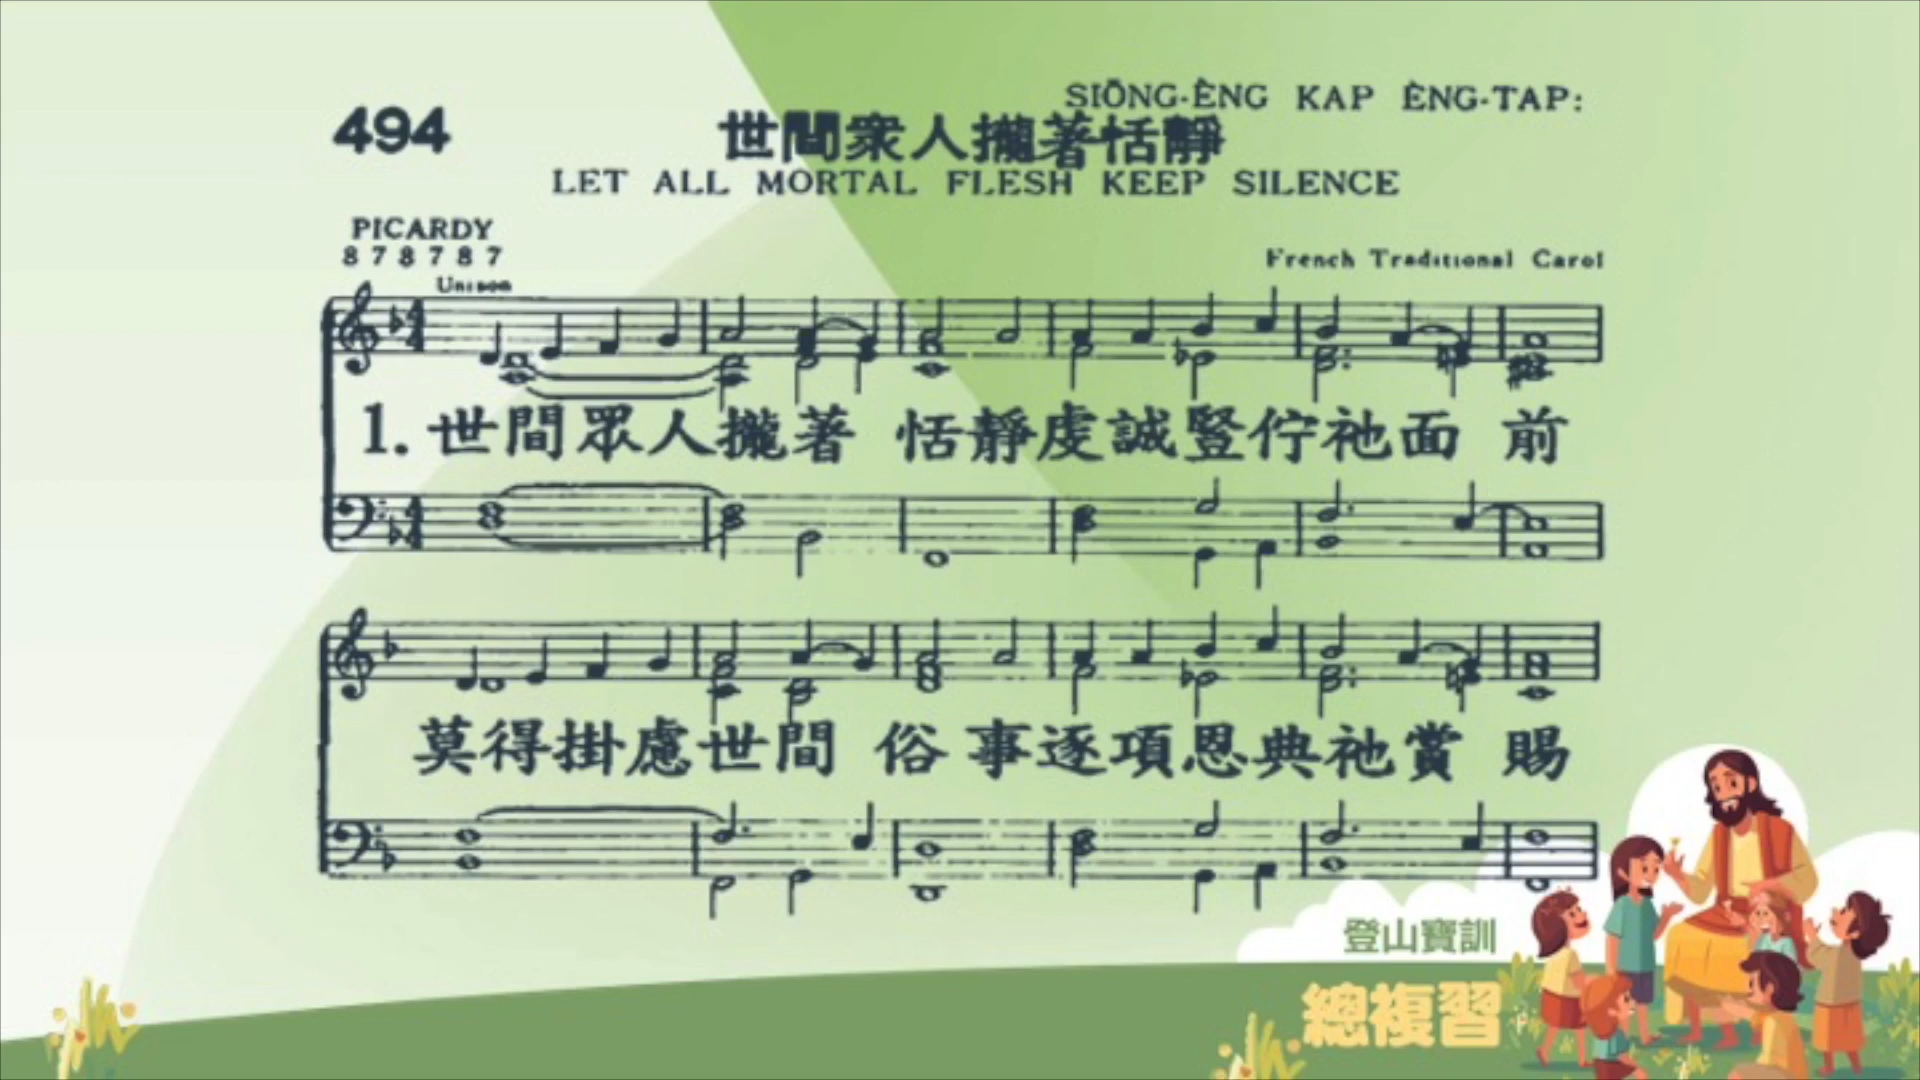 SIŌNG-ÈNG KAP ÈNG-TAP:
494
世間衆人攏著恬靜
LET ALL MORTAL FLESH KEEP SILENCE
PICARDY
8 7 8 7 8 7
French Traditional Carol
Unison
1. 世間眾人攏著 恬靜虔誠豎佇祂面 前
莫得掛慮世間 俗 事逐項恩典祂賞 賜
登山寶訓
總複習